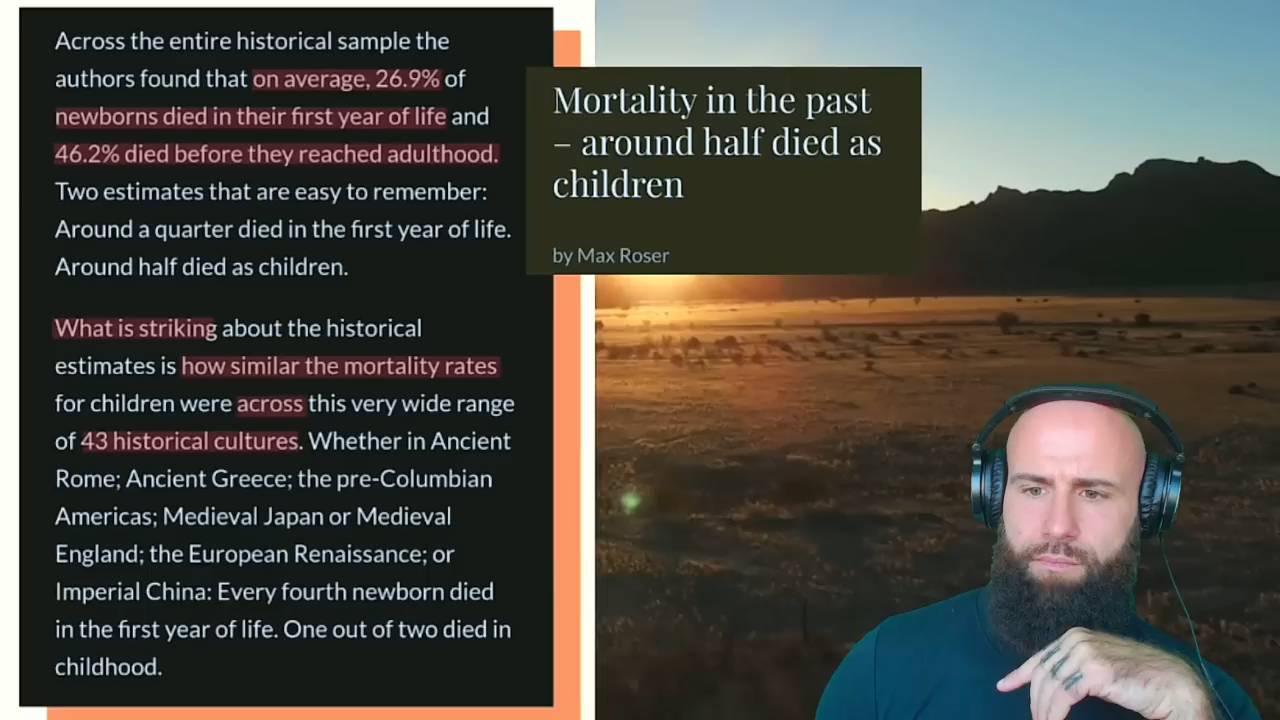 Across the entire historical sample the
authors found that on average, 26.9% of
newborns died in their first year of life and
46.2% died before they reached adulthood.
Two estimates that are easy to remember:
Around a quarter died in the first year of life.
Around half died as children.
What is striking about the historical
estimates is how similar the mortality rates
for children were across this very wide range
of 43 historical cultures. Whether in Ancient
Rome; Ancient Greece; the pre-Columbian
Americas; Medieval Japan or Medieval
England; the European Renaissance; or
Imperial China: Every fourth newborn died
in the first year of life. One out of two died in
childhood.
Mortality in the past
– around half died as
children
by Max Roser